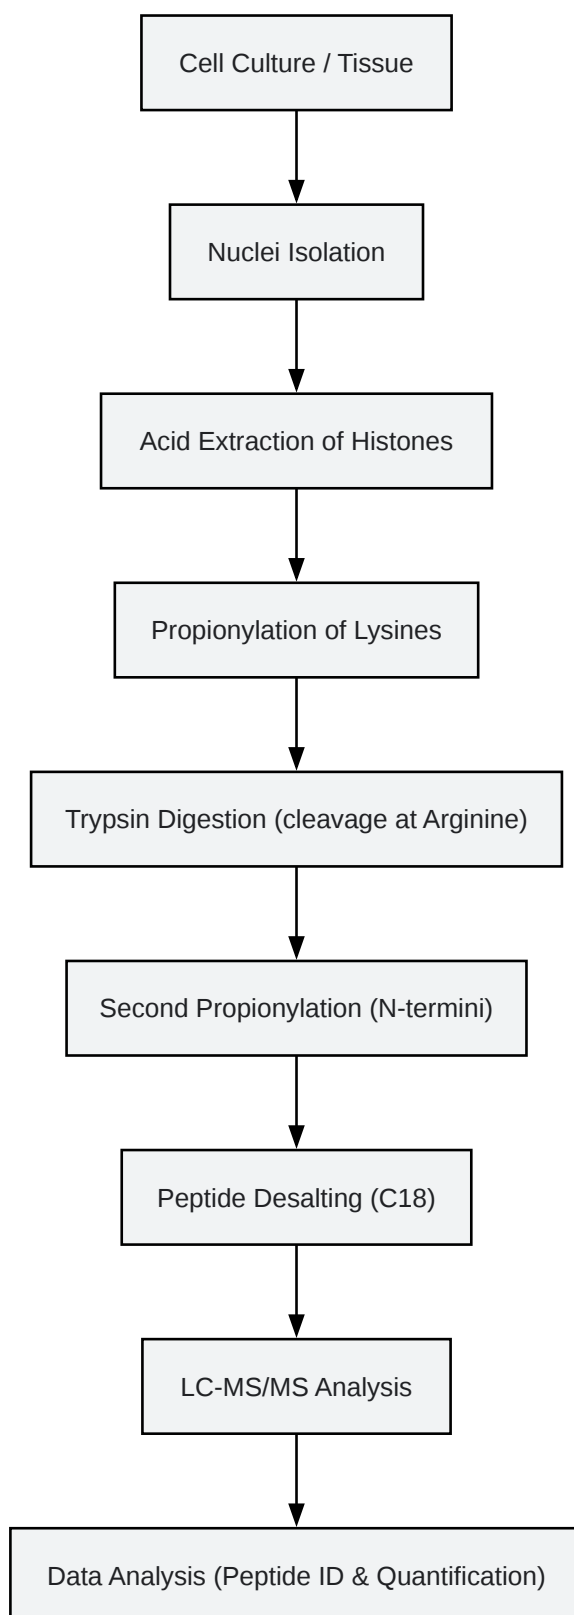 Cell Culture / Tissue
Nuclei Isolation
Acid Extraction of Histones
Propionylation of Lysines
Trypsin Digestion (cleavage at Arginine)
Second Propionylation (N-termini)
Peptide Desalting (C18)
LC-MS/MS Analysis
Data Analysis (Peptide ID & Quantification)